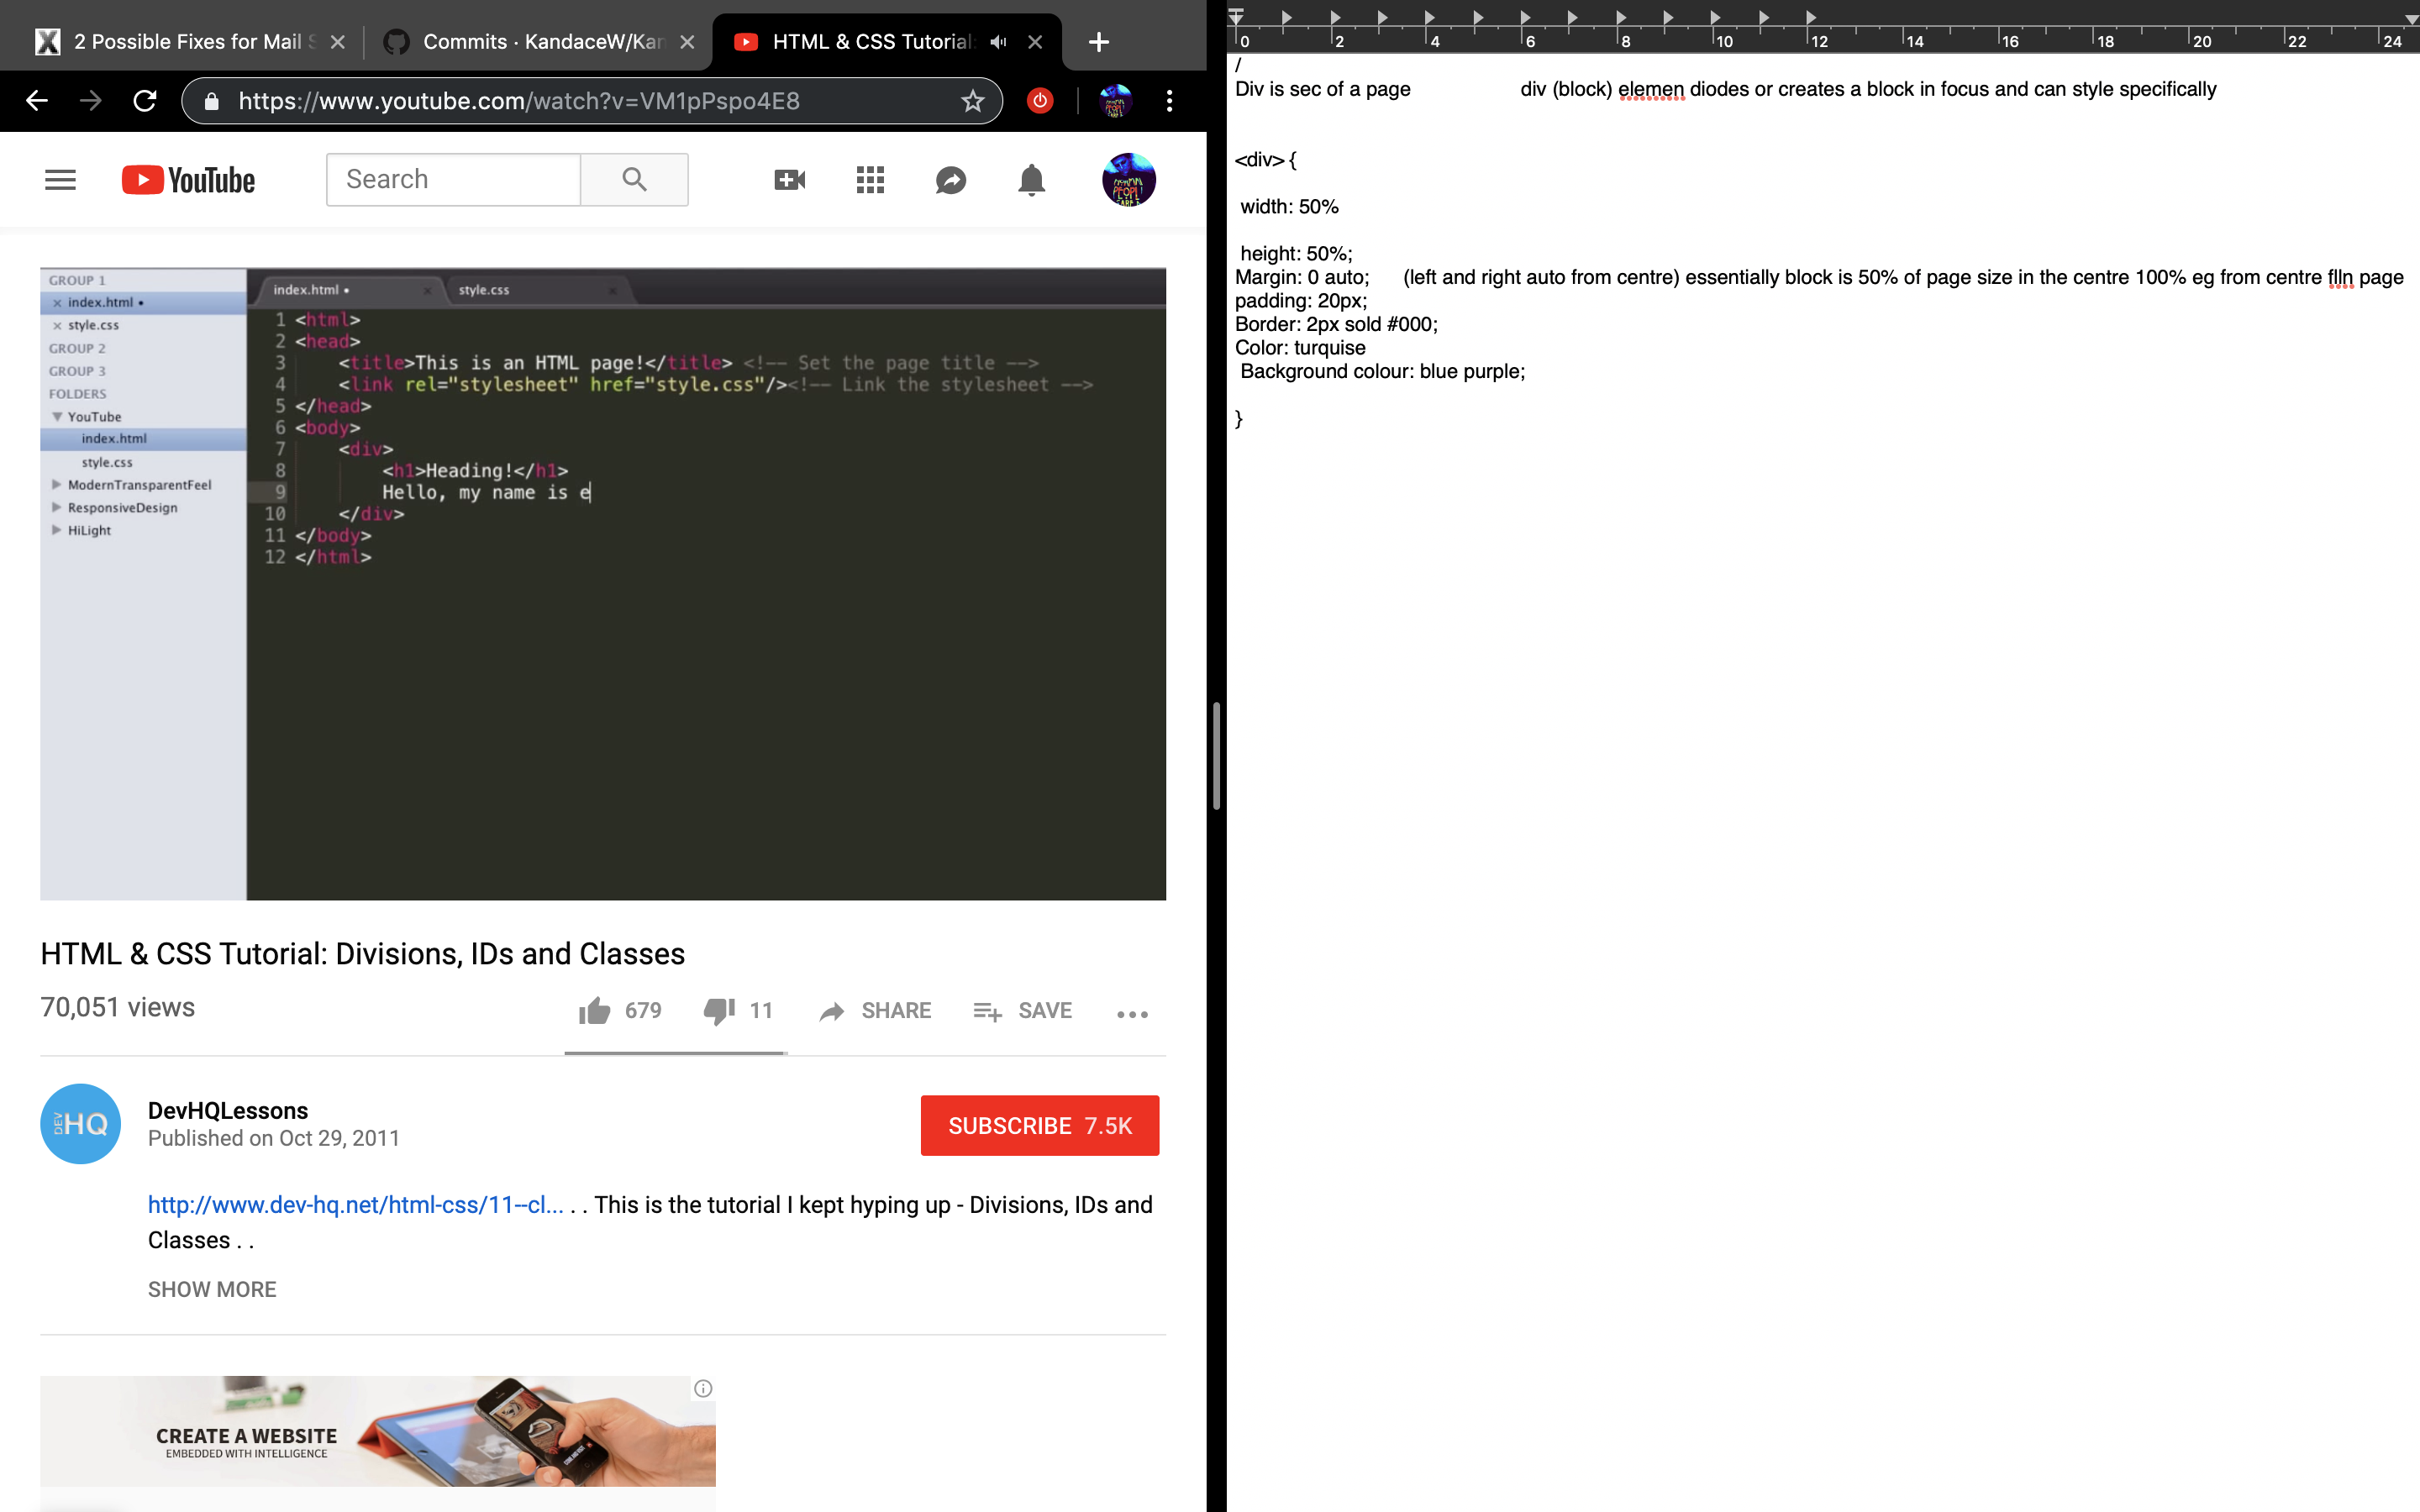 2 Possible Fixes for Mail S
Commits · KandaceW/Kan
HTML & CSS Tutorial:
https://www.youtube.com/watch?v=VM1pPspo4E8
YouTube
Search
GROUP 1
index.html •
style.css
GROUP 2
GROUP 3
FOLDERS
YouTube
index.html
style.css
ModernTransparentFeel
ResponsiveDesign
HiLight
index.html • style.css
1 <html>
2 <head>
3 <title>This is an HTML page!</title> <!-- Set the page title -->
4 <link rel="stylesheet" href="style.css"/><!-- Link the stylesheet -->
5 </head>
6 <body>
7 <div>
8 <h1>Heading!</h1>
9 Hello, my name is e
10 </div>
11 </body>
12 </html>
HTML & CSS Tutorial: Divisions, IDs and Classes
70,051 views
679 11 SHARE SAVE
DEV HQ
DevHQLessons
Published on Oct 29, 2011
SUBSCRIBE 7.5K
http://www.dev-hq.net/html-css/11--cl... . . This is the tutorial I kept hyping up - Divisions, IDs and
Classes . .
SHOW MORE
CREATE A WEBSITE
EMBEDDED WITH INTELLIGENCE
0 2 4 6 8 10 12 14 16 18 20 22 24
/
Div is sec of a page div (block) elemen diodes or creates a block in focus and can style specifically
<div> {
width: 50%
height: 50%;
Margin: 0 auto; (left and right auto from centre) essentially block is 50% of page size in the centre 100% eg from centre flln page
padding: 20px;
Border: 2px sold #000;
Color: turquise
Background colour: blue purple;
}